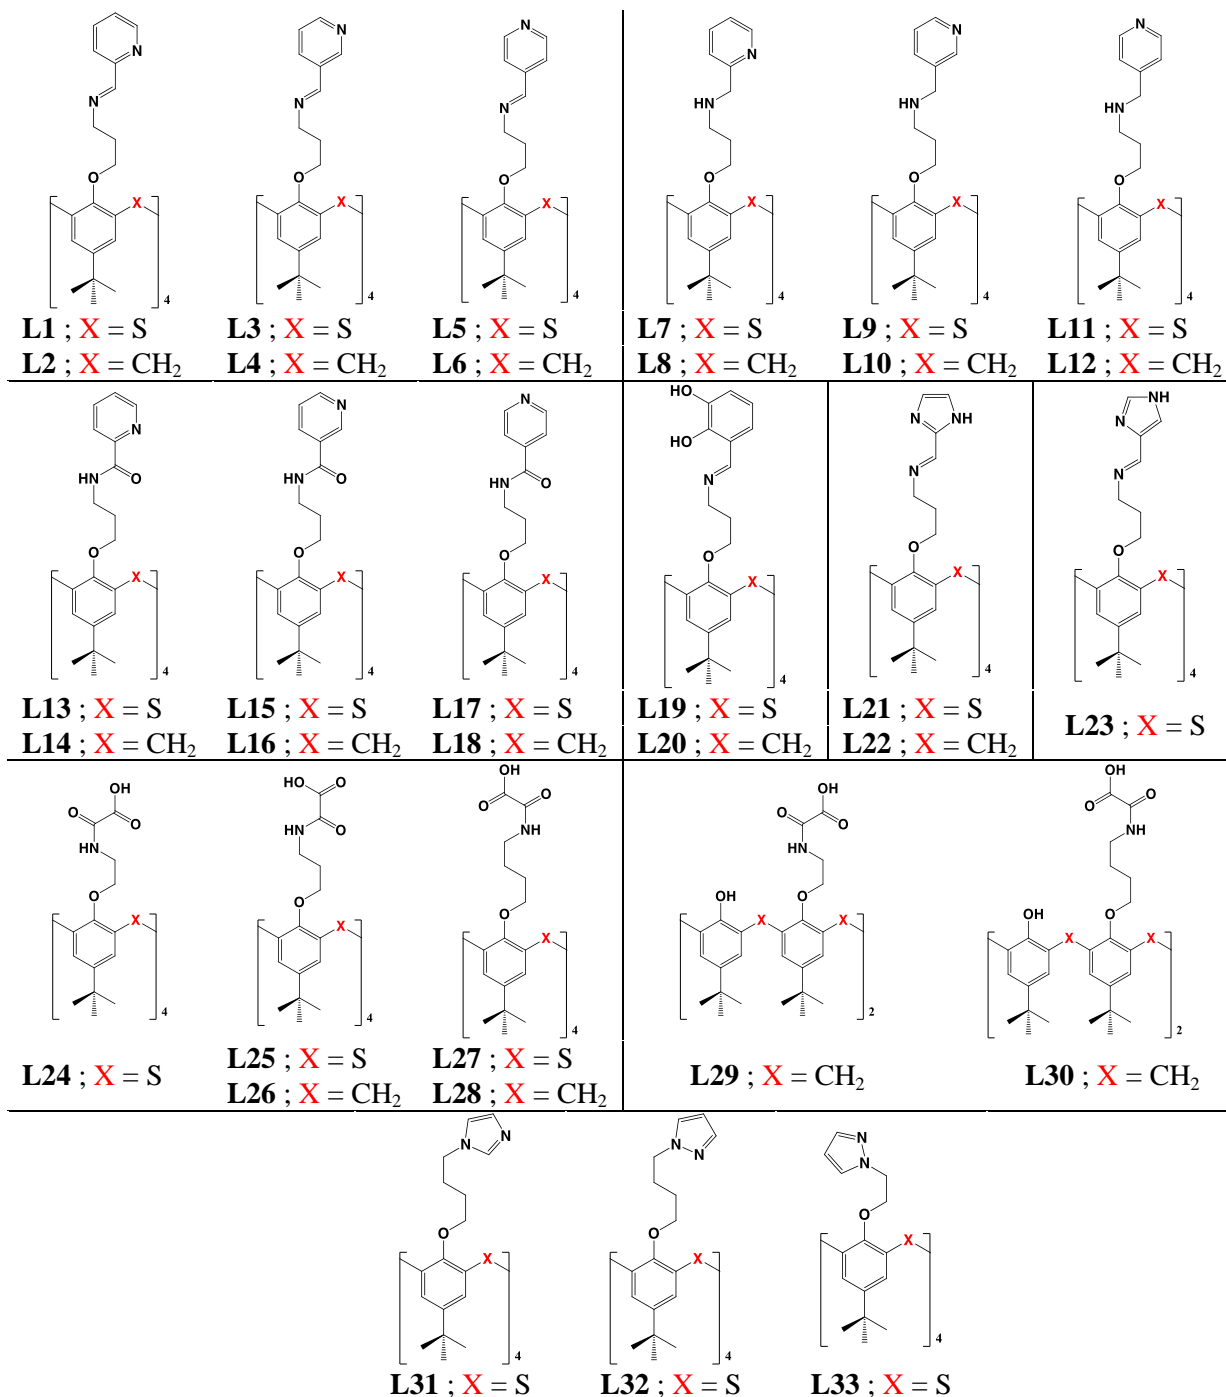 N N N N N N
N N N HN HN HN
O O O O O O
X X X X X X
4 4 4 4 4 4
L1 ; X = S L3 ; X = S L5 ; X = S L7 ; X = S L9 ; X = S L11 ; X = S
L2 ; X = CH2 L4 ; X = CH2 L6 ; X = CH2 L8 ; X = CH2 L10 ; X = CH2 L12 ; X = CH2
N N N HO HO N NH N NH
HN O HN O HN O N N N
O O O O O O
X X X X X X
4 4 4 4 4 4
L13 ; X = S L15 ; X = S L17 ; X = S L19 ; X = S L21 ; X = S L23 ; X = S
L14 ; X = CH2 L16 ; X = CH2 L18 ; X = CH2 L20 ; X = CH2 L22 ; X = CH2
OH HO O OH OH OH
O O O O O O O O O
HN HN NH HN NH
O O O OH O OH O
X X X X X X X
4 4 4 2 2
L24 ; X = S L25 ; X = S L27 ; X = S L29 ; X = CH2 L30 ; X = CH2
L26 ; X = CH2 L28 ; X = CH2
N N N N N N
O O O
X X X
4 4 4
L31 ; X = S L32 ; X = S L33 ; X = S